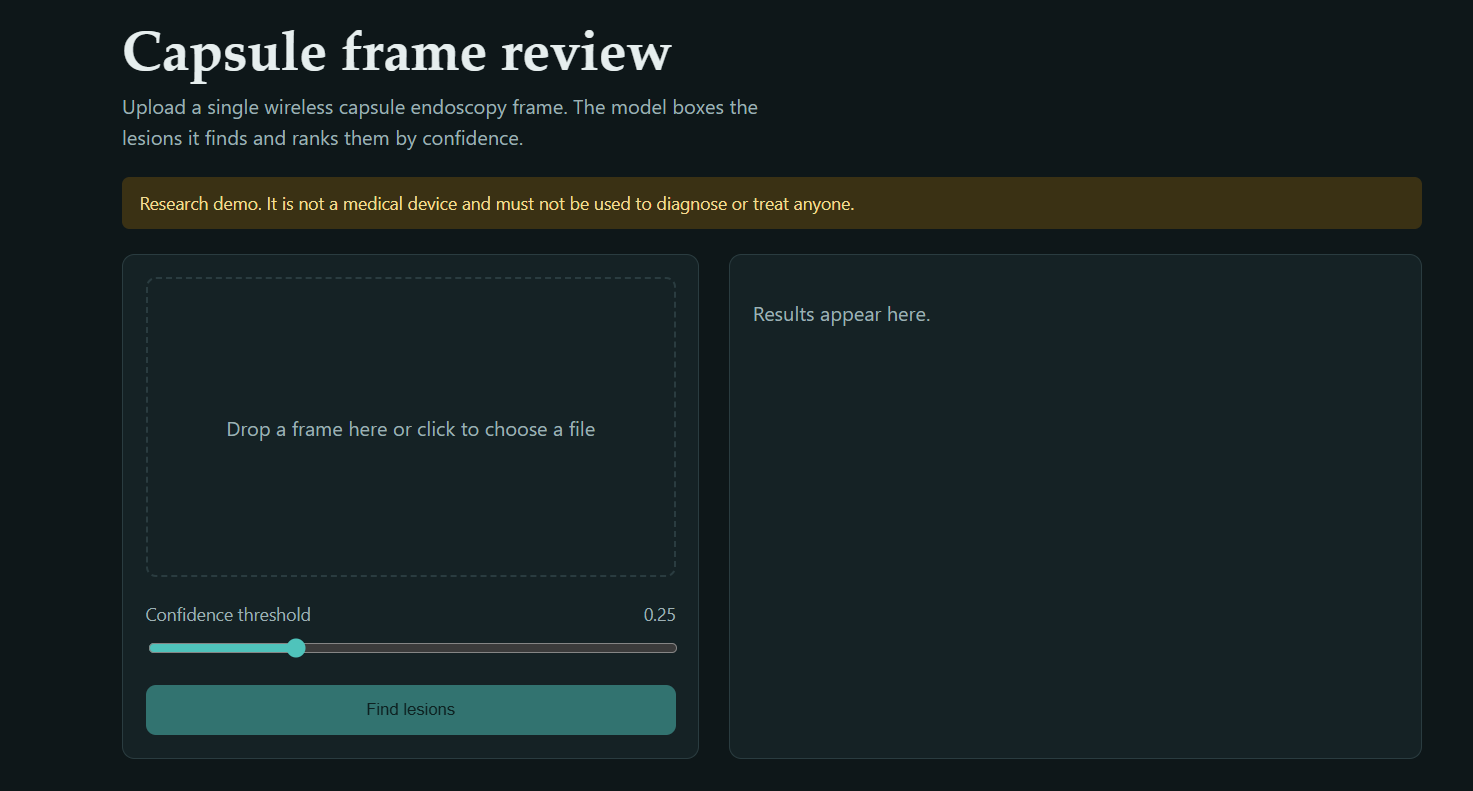 Capsule frame review
Upload a single wireless capsule endoscopy frame. The model boxes the
lesions it finds and ranks them by confidence.
Research demo. It is not a medical device and must not be used to diagnose or treat anyone.
Drop a frame here or click to choose a file
Confidence threshold 0.25
Find lesions
Results appear here.